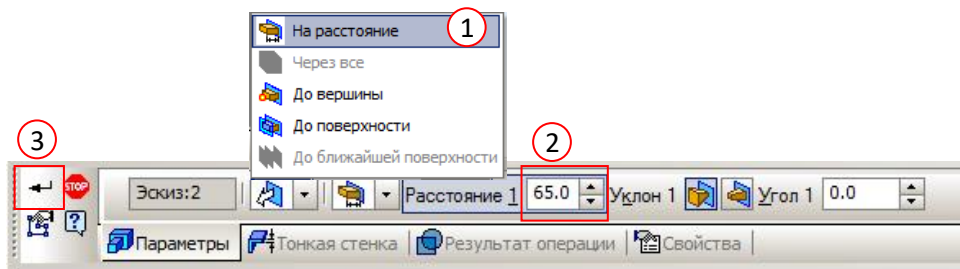 На расстояние 1
Через все
До вершины
До поверхности
До ближайшей поверхности
3 2
STOP Эскиз:2 Расстояние 1 65.0 Уклон 1 Угол 1 0.0
? Параметры Тонкая стенка Результат операции Свойства